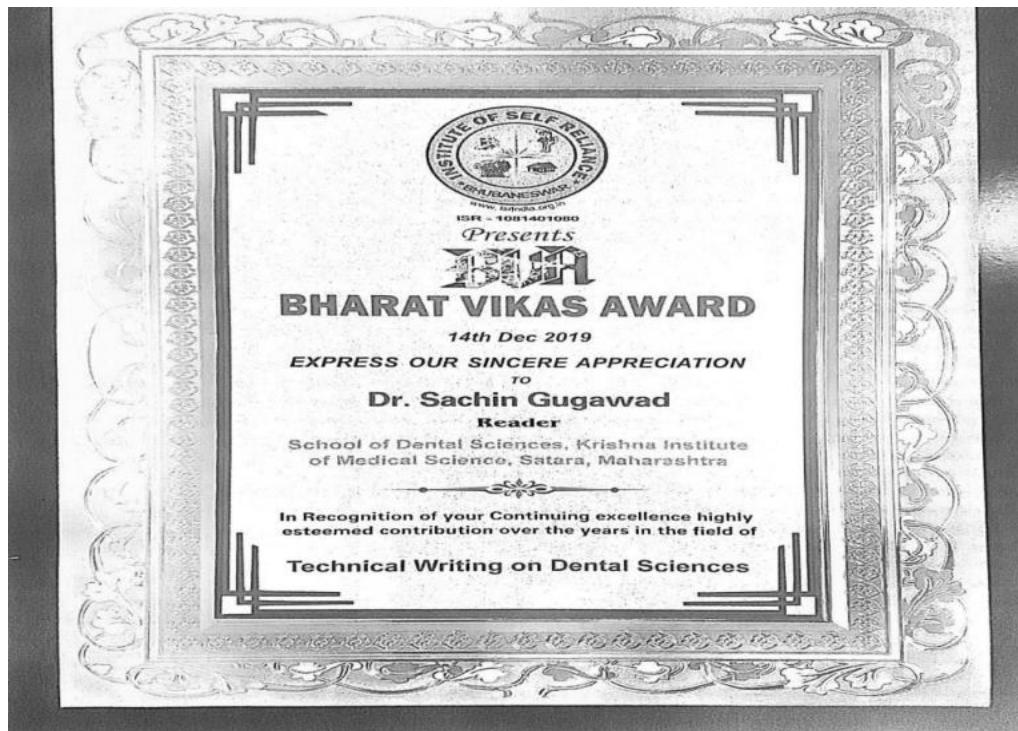 INSTITUTE OF SELF RELIANCE
BHUBANESWAR
www.isrindia.org.in
ISR - 1081401080
Presents
BVA
BHARAT VIKAS AWARD
14th Dec 2019
EXPRESS OUR SINCERE APPRECIATION
TO
Dr. Sachin Gugawad
Reader
School of Dental Sciences, Krishna Institute
of Medical Science, Satara, Maharashtra
In Recognition of your Continuing excellence highly
esteemed contribution over the years in the field of
Technical Writing on Dental Sciences